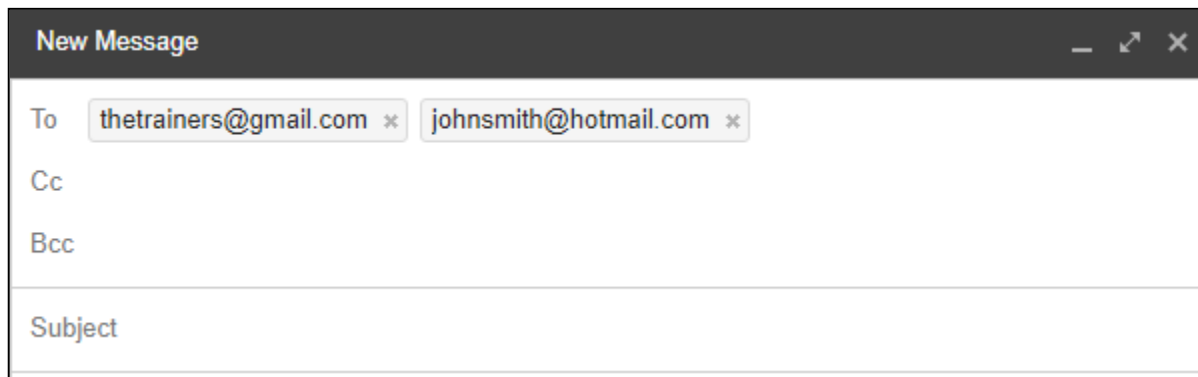 New Message
To thetrainers@gmail.com johnsmith@hotmail.com
Cc
Bcc
Subject